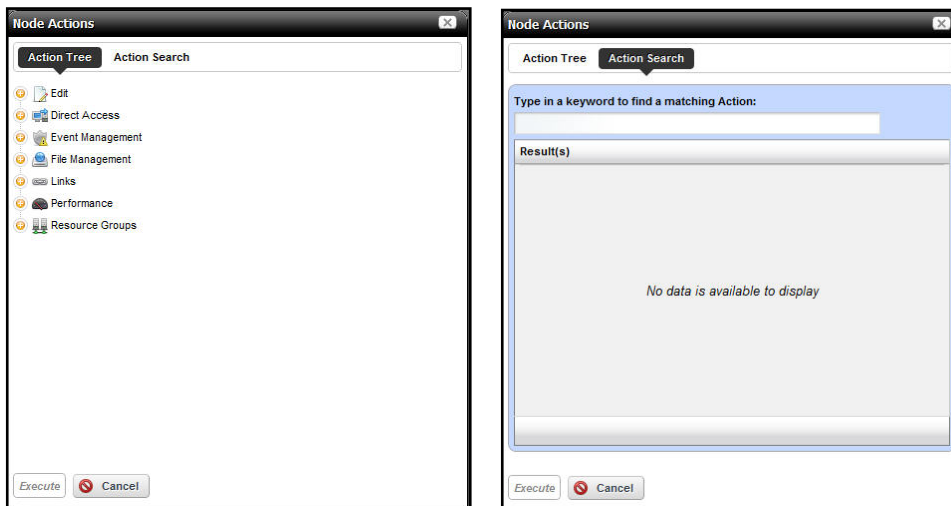 Node Actions
Action Tree Action Search
Edit
Direct Access
Event Management
File Management
Links
Performance
Resource Groups
Execute Cancel
Node Actions
Action Tree Action Search
Type in a keyword to find a matching Action:
Result(s)
No data is available to display
Execute Cancel